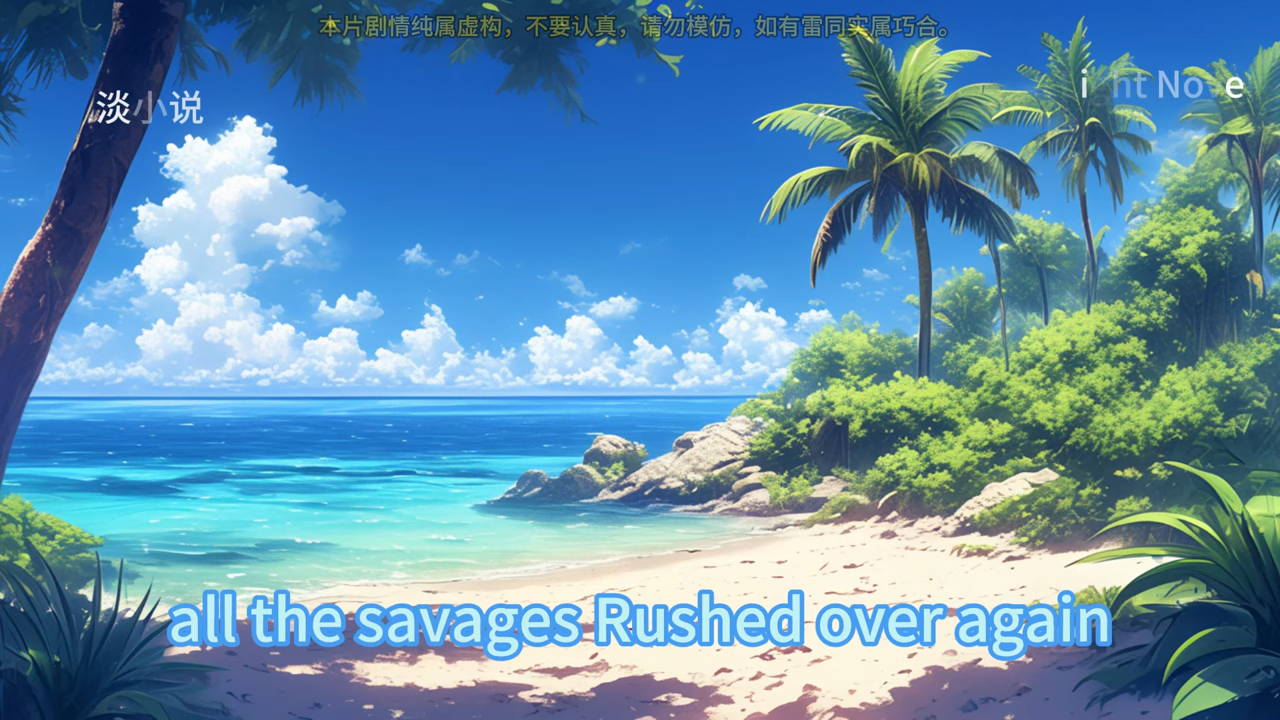 本片剧情纯属虚构，不要认真，请勿模仿，如有雷同实属巧合。
淡小说
all the savages Rushed over again